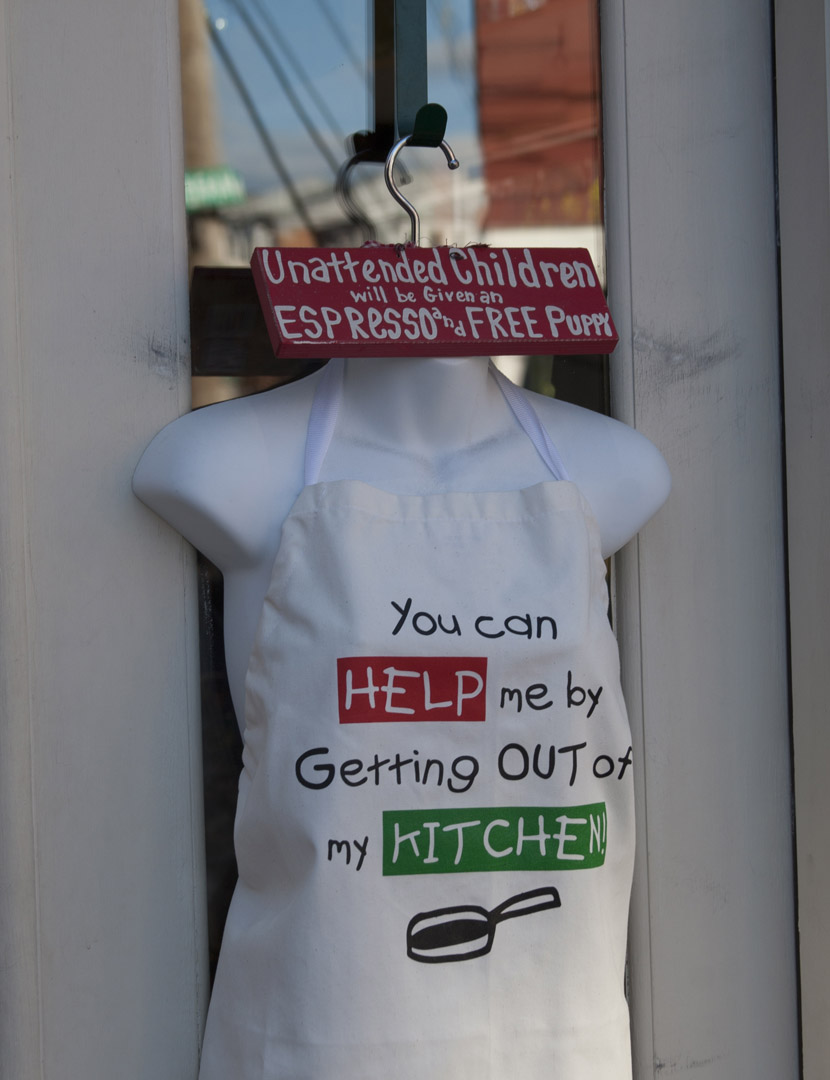 Unattended Children
will be Given an
ESPRESSO and FREE Puppy
You can
HELP me by
Getting OUT of
my KITCHEN!